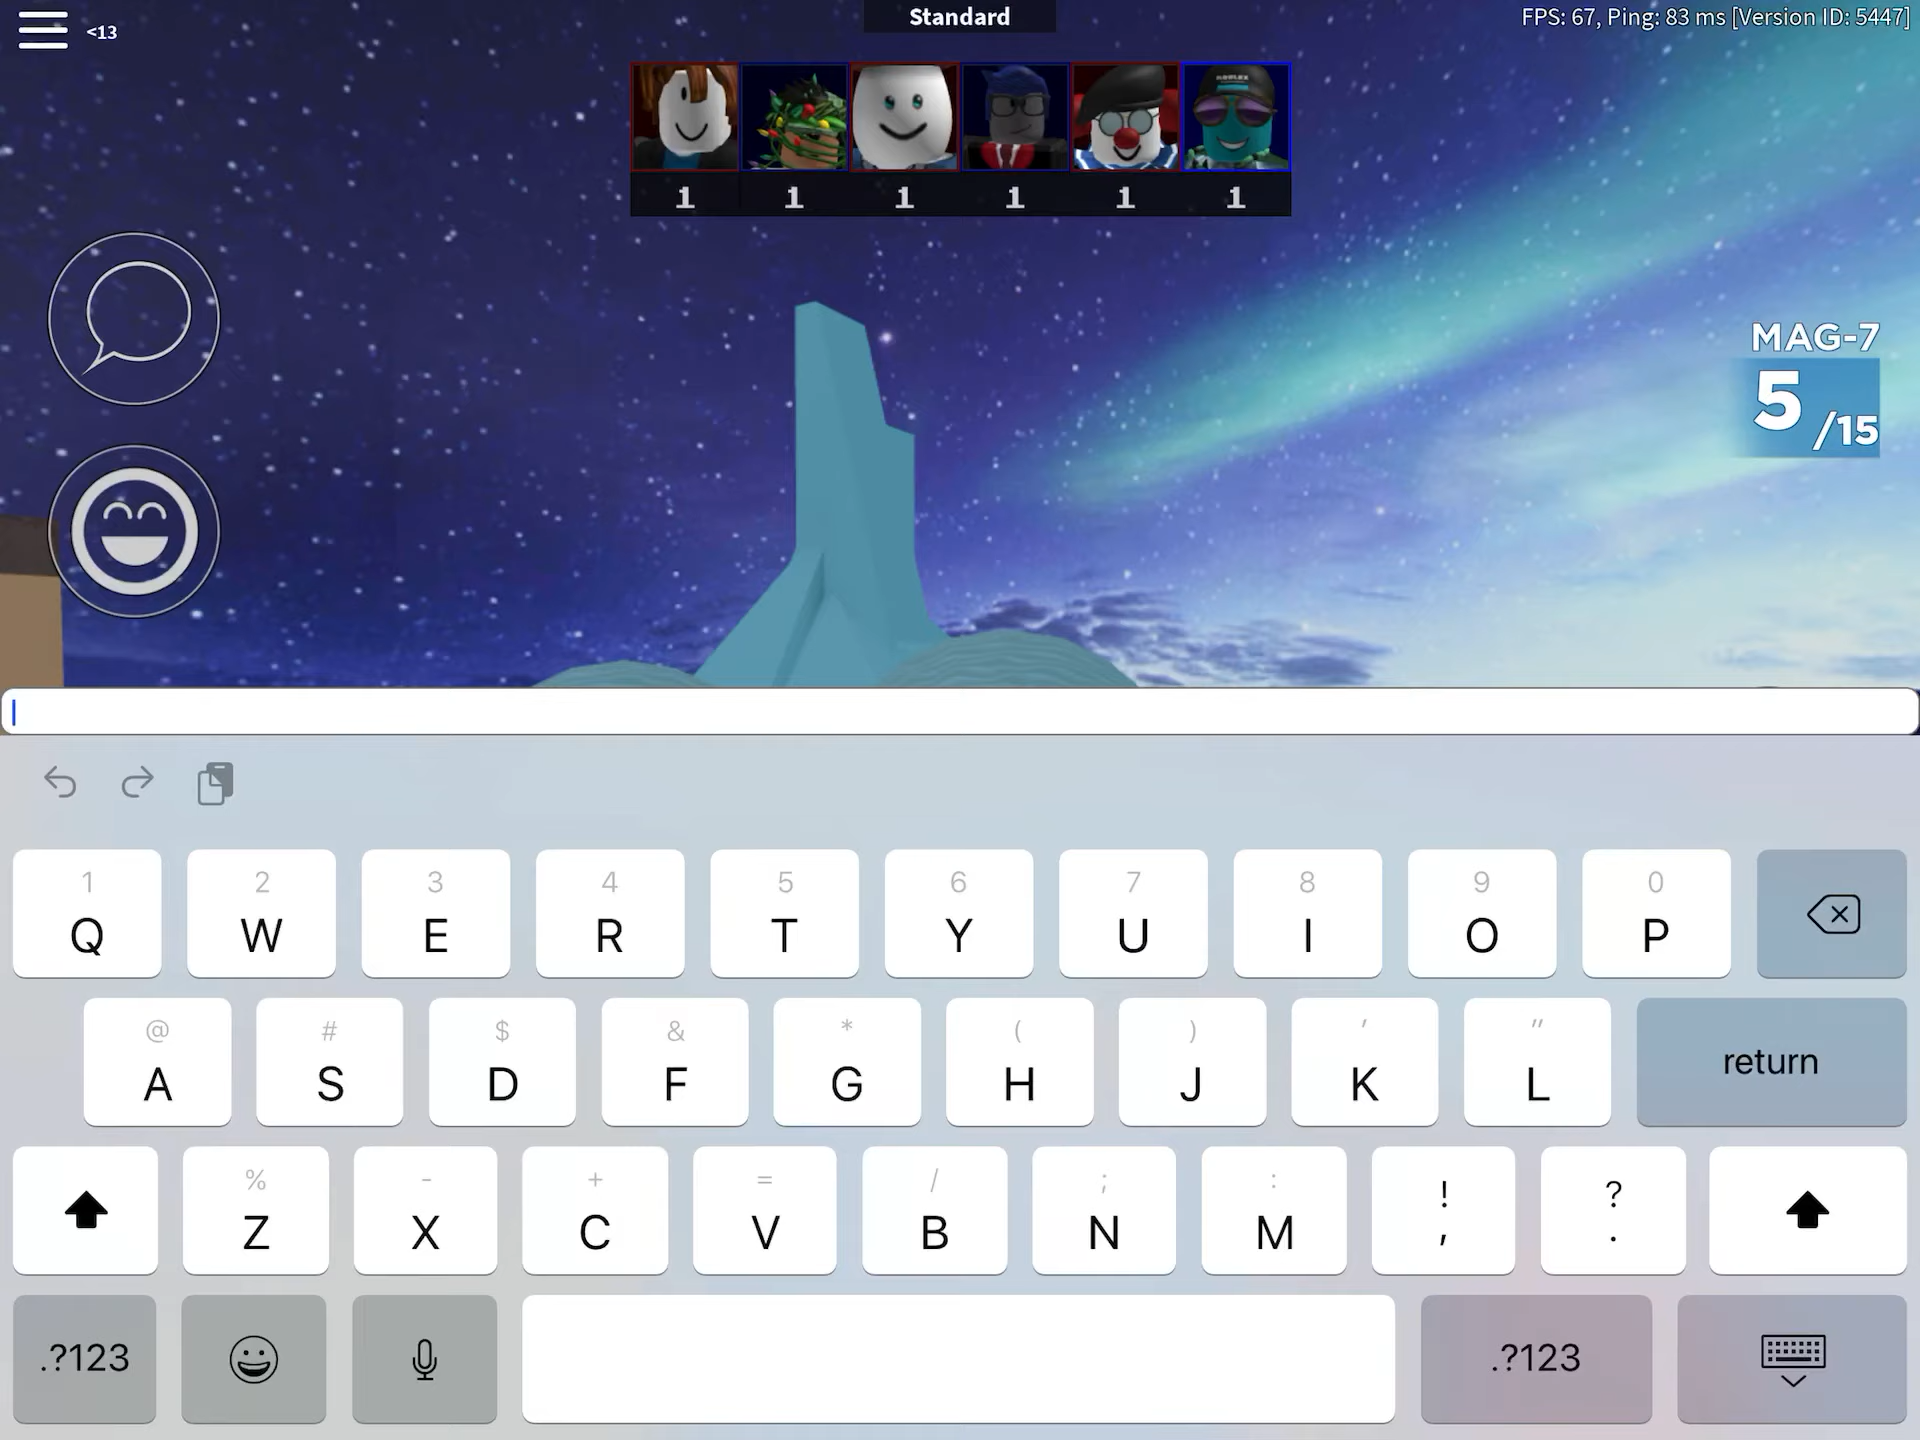 <13
Standard
FPS: 67, Ping: 83 ms [Version ID: 5447]
ROBLOX
1 1 1 1 1 1
MAG-7
5 /15
1 2 3 4 5 6 7 8 9 0
Q W E R T Y U I O P
@ # $ & * ( ) ' "
A S D F G H J K L
return
% - + = / ; : ! ?
Z X C V B N M , .
.?123 .?123